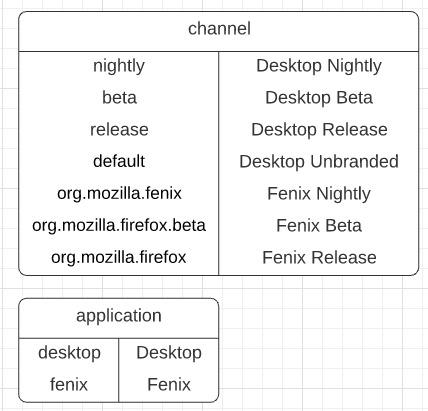 channel
nightly Desktop Nightly
beta Desktop Beta
release Desktop Release
default Desktop Unbranded
org.mozilla.fenix Fenix Nightly
org.mozilla.firefox.beta Fenix Beta
org.mozilla.firefox Fenix Release
application
desktop Desktop
fenix Fenix